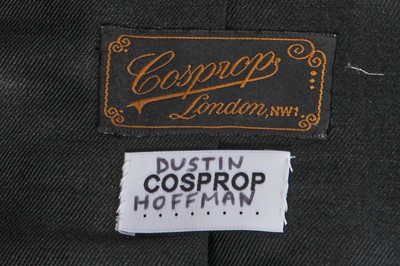 Cosprop
London, NW1
DUSTIN
COSPROP
HOFFMAN